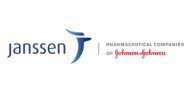 janssen
PHARMACEUTICAL COMPANIES
OF Johnson&Johnson